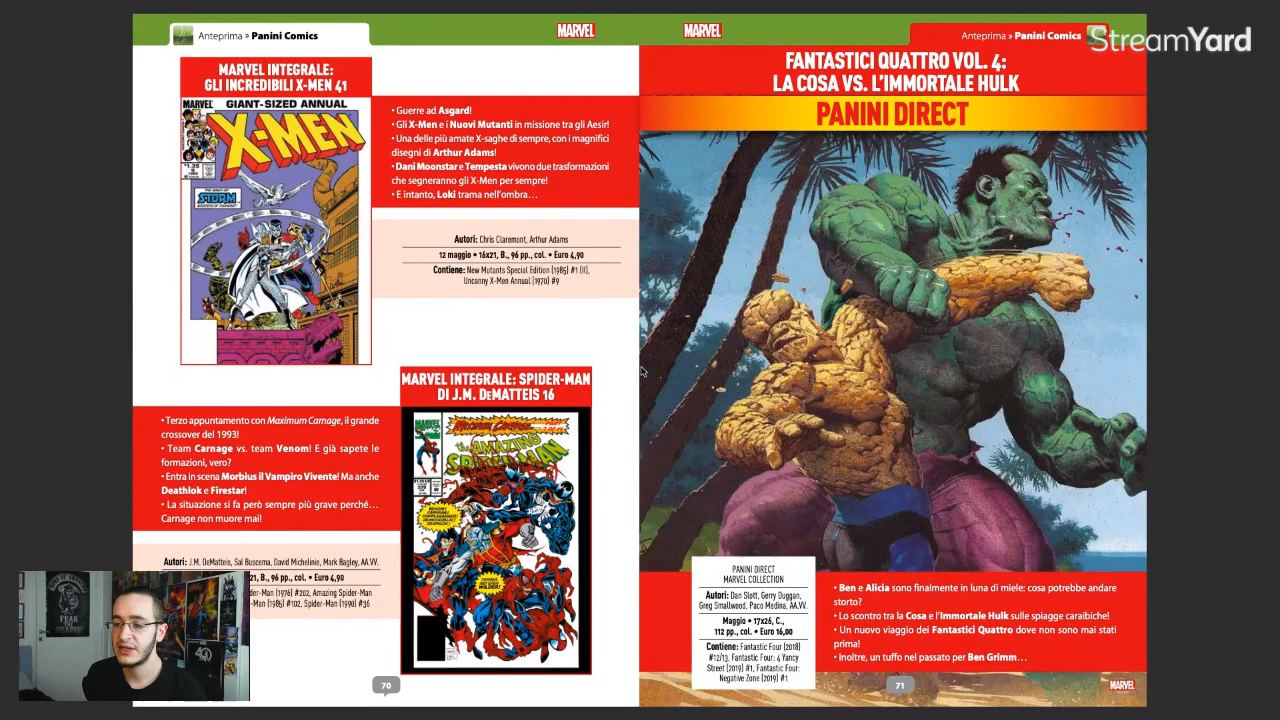 Anteprima » Panini Comics
MARVEL
MARVEL
Anteprima » Panini Comics
StreamYard
MARVEL INTEGRALE:
GLI INCREDIBILI X-MEN 41
MARVEL
GIANT-SIZED ANNUAL
X-MEN
STORM
• Guerre ad Asgard!
• Gli X-Men e i Nuovi Mutanti in missione tra gli Aesir!
• Una delle più amate X-saghe di sempre, con i magnifici
disegni di Arthur Adams!
• Dani Moonstar e Tempesta vivono due trasformazioni
che segneranno gli X-Men per sempre!
• E intanto, Loki trama nell'ombra…
Autori: Chris Claremont, Arthur Adams
12 maggio • 16x21, B., 96 pp., col. • Euro 4,90
Contiene: New Mutants Special Edition (1985) #1 (II),
Uncanny X-Men Annual (1970) #9
MARVEL INTEGRALE: SPIDER-MAN
DI J.M. DeMATTEIS 16
• Terzo appuntamento con Maximum Carnage, il grande
crossover del 1993!
• Team Carnage vs. team Venom! E già sapete le
formazioni, vero?
• Entra in scena Morbius il Vampiro Vivente! Ma anche
Deathlok e Firestar!
• La situazione si fa però sempre più grave perché…
Carnage non muore mai!
Autori: J.M. DeMatteis, Sal Buscema, David Michelinie, Mark Bagley, AA.VV.
21, B., 96 pp., col. • Euro 4,90
der-Man (1976) #202, Amazing Spider-Man
-Man (1985) #102, Spider-Man (1990) #36
MAXIMUM CARNAGE
the AMAZING
SPIDER-MAN
FEAR THE
REAPER
70
FANTASTICI QUATTRO VOL. 4:
LA COSA VS. L'IMMORTALE HULK
PANINI DIRECT
PANINI DIRECT
MARVEL COLLECTION
Autori: Dan Slott, Gerry Duggan,
Greg Smallwood, Paco Medina, AA.VV.
Maggio • 17x26, C.,
112 pp., col. • Euro 16,00
Contiene: Fantastic Four (2018)
#12/13, Fantastic Four: 4 Yancy
Street (2019) #1, Fantastic Four:
Negative Zone (2019) #1
• Ben e Alicia sono finalmente in luna di miele: cosa potrebbe andare
storto?
• Lo scontro tra la Cosa e l'Immortale Hulk sulle spiagge caraibiche!
• Un nuovo viaggio dei Fantastici Quattro dove non sono mai stati
prima!
• Inoltre, un tuffo nel passato per Ben Grimm…
71
MARVEL